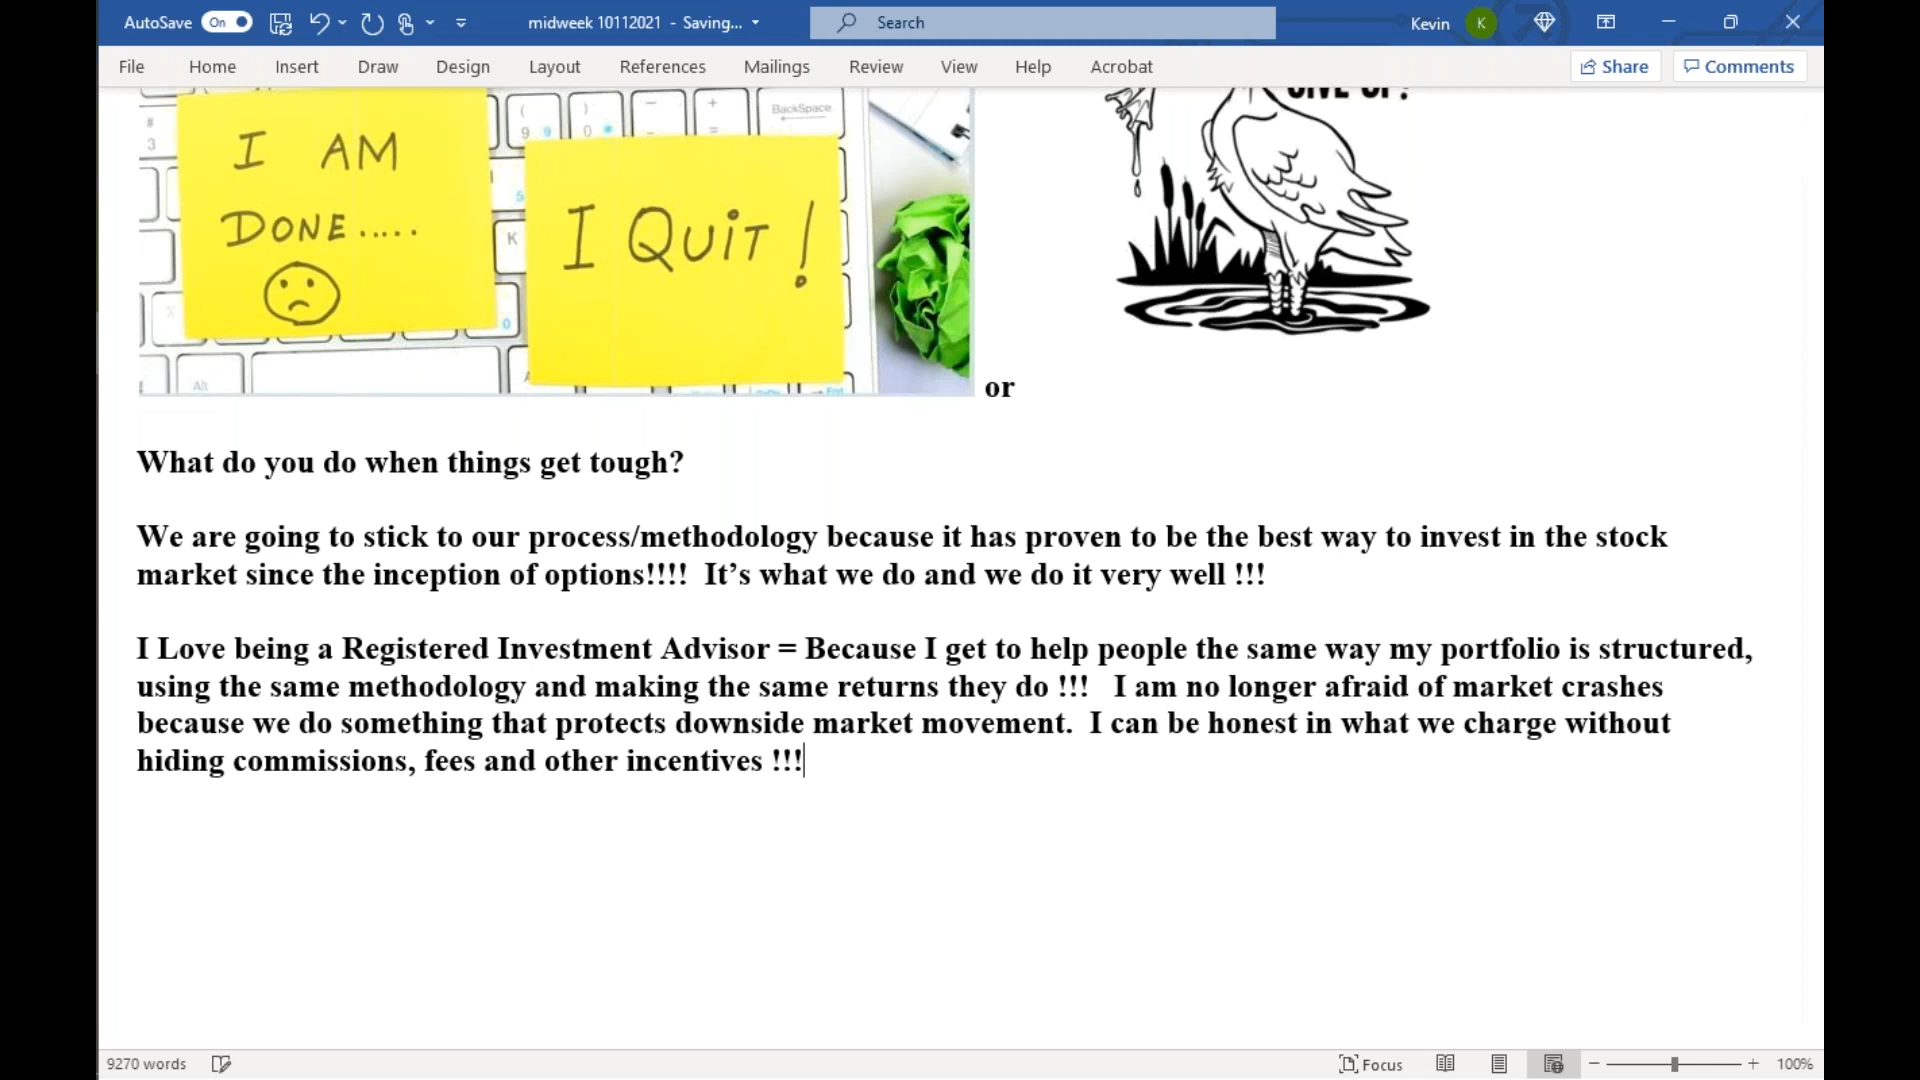 AutoSave On midweek 10112021 - Saving... Search Kevin K
File Home Insert Draw Design Layout References Mailings Review View Help Acrobat Share Comments
I AM
DONE.....
I QUiT !
BackSpace
# 3
( 9 9
) 0 *
- -
+ =
K
Alt
End
or
What do you do when things get tough?
We are going to stick to our process/methodology because it has proven to be the best way to invest in the stock
market since the inception of options!!!!  It’s what we do and we do it very well !!!
I Love being a Registered Investment Advisor = Because I get to help people the same way my portfolio is structured,
using the same methodology and making the same returns they do !!!   I am no longer afraid of market crashes
because we do something that protects downside market movement.  I can be honest in what we charge without
hiding commissions, fees and other incentives !!!
9270 words Focus 100%